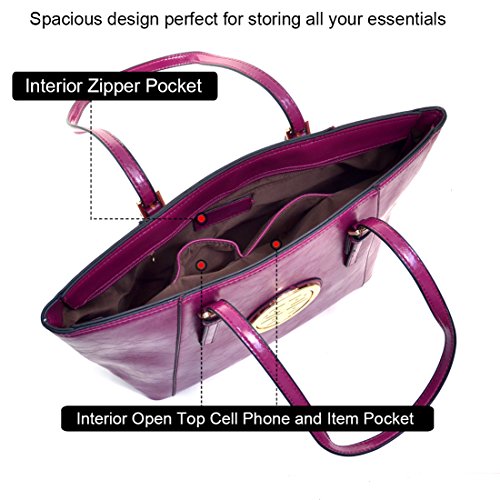 Spacious design perfect for storing all your essentials
Interior Zipper Pocket
Interior Open Top Cell Phone and Item Pocket